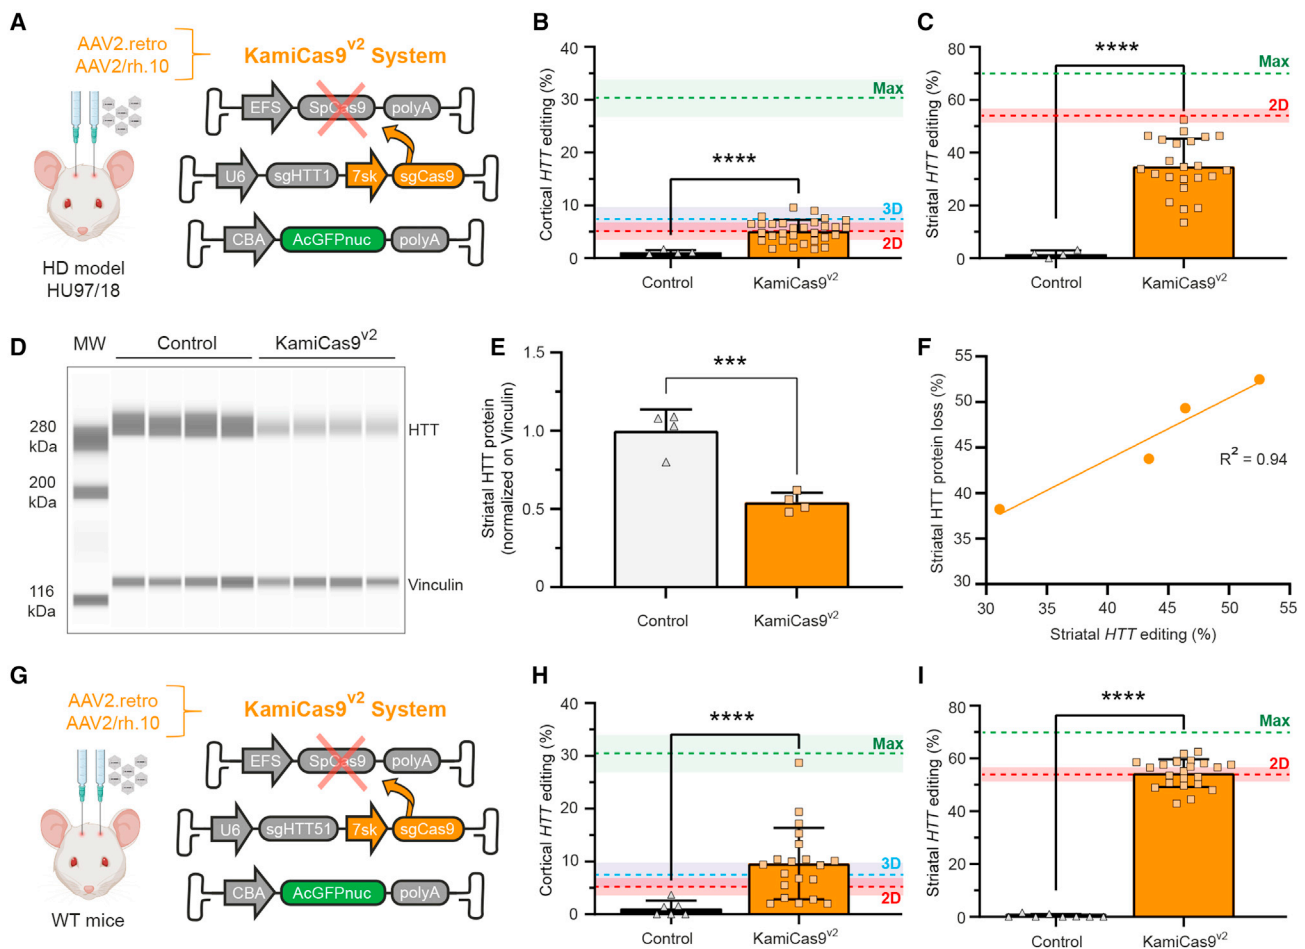 A
AAV2.retro
AAV2/rh.10
KamiCas9v2 System
EFS
SpCas9
polyA
U6
sgHTT1
7sk
sgCas9
CBA
AcGFPnuc
polyA
HD model
HU97/18
B
Cortical HTT editing (%)
40
30
20
10
0
Max
****
3D
2D
Control
KamiCas9v2
C
Striatal HTT editing (%)
80
60
40
20
0
****
Max
2D
Control
KamiCas9v2
D
MW
Control
KamiCas9v2
280
kDa
200
kDa
116
kDa
HTT
Vinculin
E
Striatal HTT protein
(normalized on Vinculin)
1.5
1.0
0.5
0
***
Control
KamiCas9v2
F
Striatal HTT protein loss (%)
55
50
45
40
35
30
R2 = 0.94
30
35
40
45
50
55
Striatal HTT editing (%)
G
AAV2.retro
AAV2/rh.10
KamiCas9v2 System
EFS
SpCas9
polyA
U6
sgHTT51
7sk
sgCas9
CBA
AcGFPnuc
polyA
WT mice
H
Cortical HTT editing (%)
40
30
20
10
0
****
Max
3D
2D
Control
KamiCas9v2
I
Striatal HTT editing (%)
80
60
40
20
0
****
Max
2D
Control
KamiCas9v2